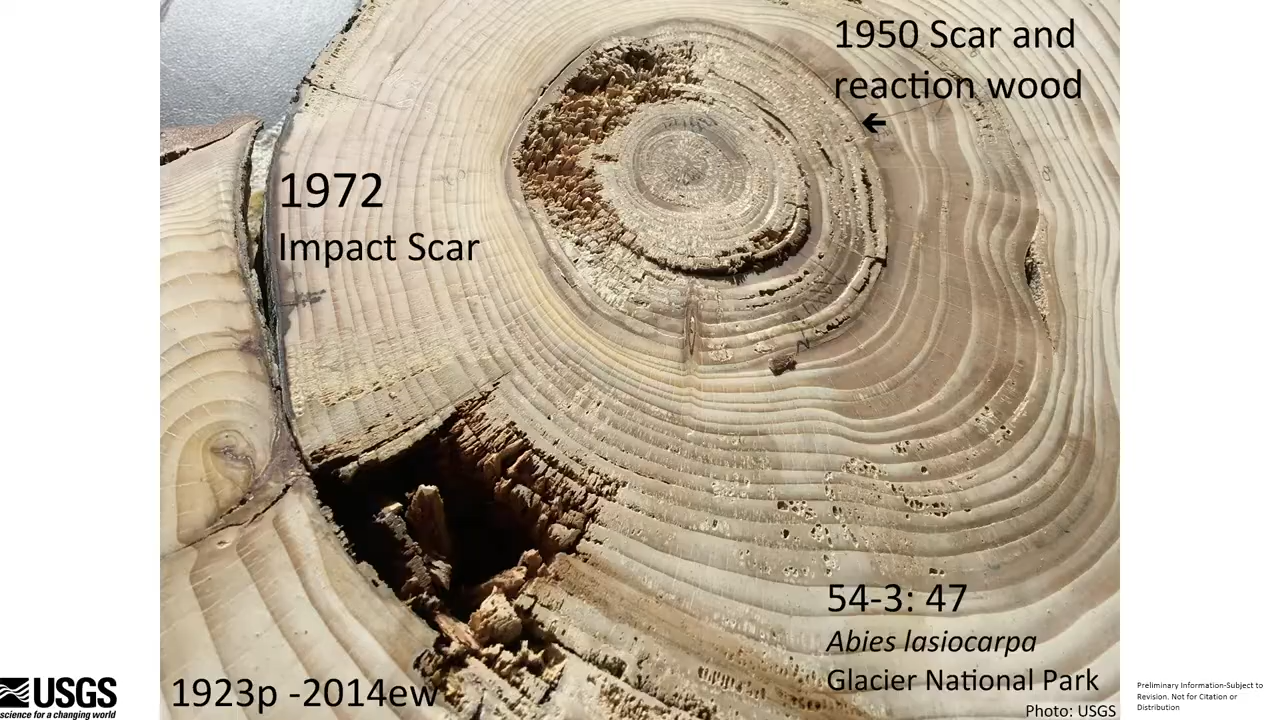 1950 Scar and
reaction wood
1972
Impact Scar
54-3: 47
Abies lasiocarpa
Glacier National Park
1923p -2014ew
Photo: USGS
USGS
science for a changing world
Preliminary Information-Subject to
Revision. Not for Citation or
Distribution